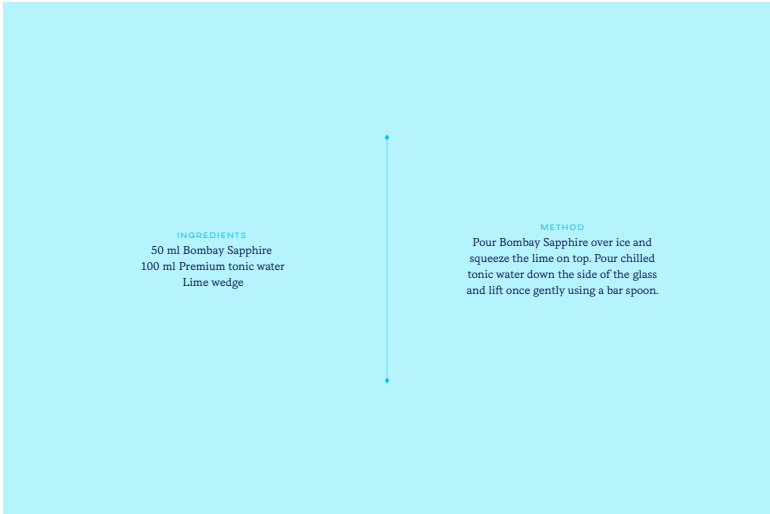 INGREDIENTS
50 ml Bombay Sapphire
100 ml Premium tonic water
Lime wedge
METHOD
Pour Bombay Sapphire over ice and
squeeze the lime on top. Pour chilled
tonic water down the side of the glass
and lift once gently using a bar spoon.